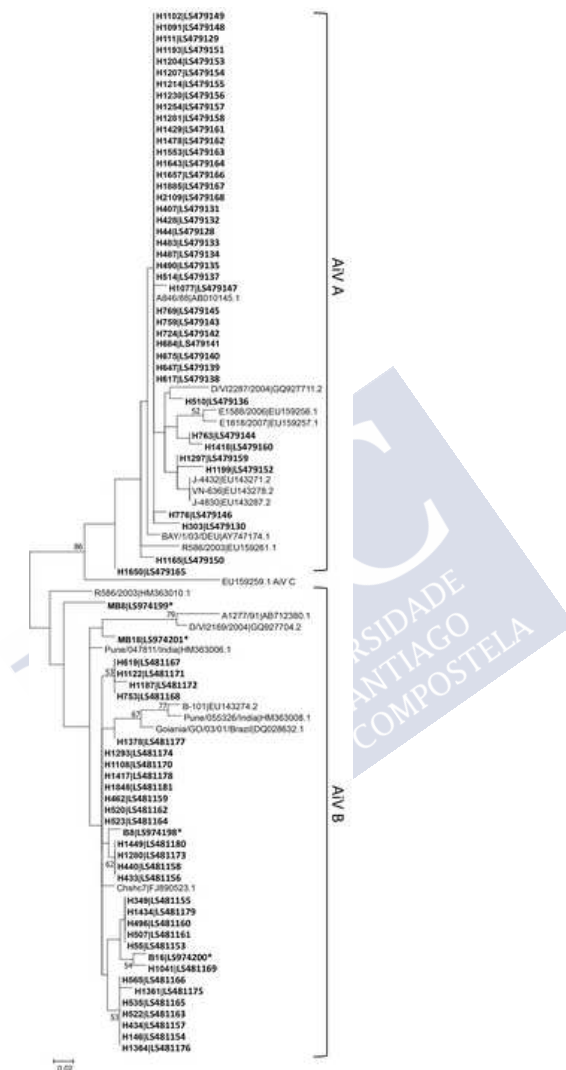 H1102|LS479149
H1091|LS479148
H111|LS479129
H1193|LS479151
H1204|LS479153
H1207|LS479154
H1214|LS479155
H1230|LS479156
H1254|LS479157
H1281|LS479158
H1429|LS479161
H1478|LS479162
H1553|LS479163
H1643|LS479164
H1657|LS479166
H1885|LS479167
H2109|LS479168
H407|LS479131
H428|LS479132
H44|LS479128
H483|LS479133
H487|LS479134
H490|LS479135
H514|LS479137
H1077|LS479147
A846/88|AB010145.1
H769|LS479145
H759|LS479143
H724|LS479142
H684|LS479141
H675|LS479140
H647|LS479139
H617|LS479138
D/VI2287/2004|GQ927711.2
H510|LS479136
52
E1588/2006|EU159256.1
E1618/2007|EU159257.1
H763|LS479144
H1418|LS479160
H1297|LS479159
H1199|LS479152
J-4432|EU143271.2
VN-636|EU143278.2
J-4830|EU143287.2
H776|LS479146
H303|LS479130
BAY/1/03/DEU|AY747174.1
R586/2003|EU159261.1
H1165|LS479150
86
H1650|LS479165
EU159259.1 AiV C
AiV A
R586/2003|HM363010.1
MB8|LS974199*
79
A1277/91|AB712380.1
D/VI2169/2004|GQ927704.2
MB18|LS974201*
Pune/047811/India|HM363006.1
H619|LS481167
53
H1122|LS481171
H1187|LS481172
H753|LS481168
77
B-101|EU143274.2
67
Pune/055326/India|HM363008.1
Goiania/GO/03/01/Brazil|DQ028632.1
H1378|LS481177
H1293|LS481174
H1108|LS481170
H1417|LS481178
H1848|LS481181
H462|LS481159
H520|LS481162
H523|LS481164
B8|LS974198*
H1449|LS481180
H1280|LS481173
62
H440|LS481158
H433|LS481156
Chshc7|FJ890523.1
H349|LS481155
H1434|LS481179
H496|LS481160
H507|LS481161
H55|LS481153
B16|LS974200*
54
H1041|LS481169
H565|LS481166
H1361|LS481175
H535|LS481165
H522|LS481163
53
H434|LS481157
H146|LS481154
H1364|LS481176
AiV B
0.02
SANTIAGO
COMPOSTELA